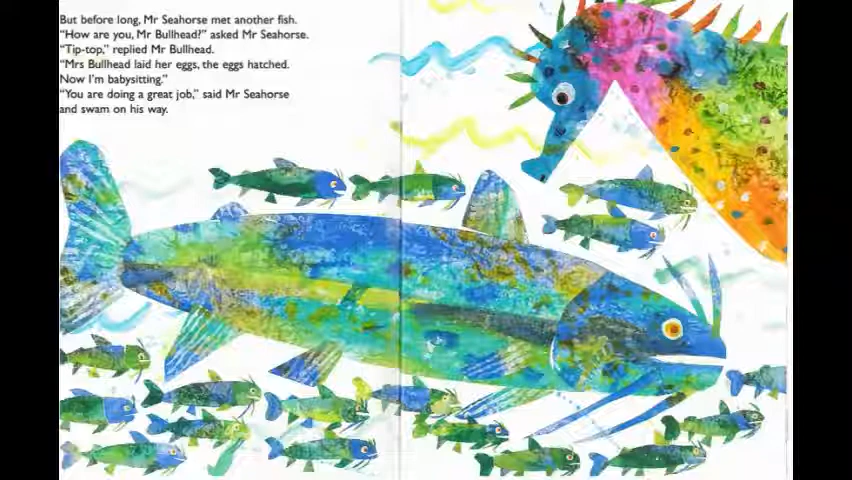 But before long, Mr Seahorse met another fish.
“How are you, Mr Bullhead?” asked Mr Seahorse.
“Tip-top,” replied Mr Bullhead.
“Mrs Bullhead laid her eggs, the eggs hatched.
Now I’m babysitting.”
“You are doing a great job,” said Mr Seahorse
and swam on his way.